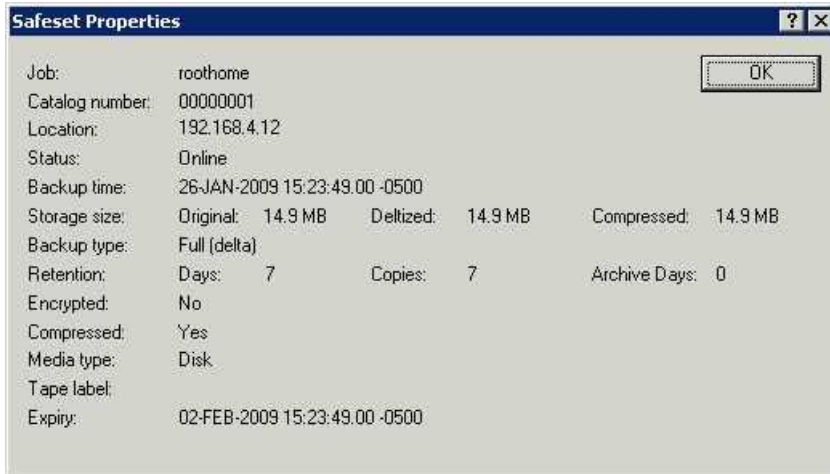 Safeset Properties
OK
Job: roothome
Catalog number: 00000001
Location: 192.168.4.12
Status: Online
Backup time: 26-JAN-2009 15:23:49.00 -0500
Storage size: Original: 14.9 MB Deltized: 14.9 MB Compressed: 14.9 MB
Backup type: Full (delta)
Retention: Days: 7 Copies: 7 Archive Days: 0
Encrypted: No
Compressed: Yes
Media type: Disk
Tape label:
Expiry: 02-FEB-2009 15:23:49.00 -0500